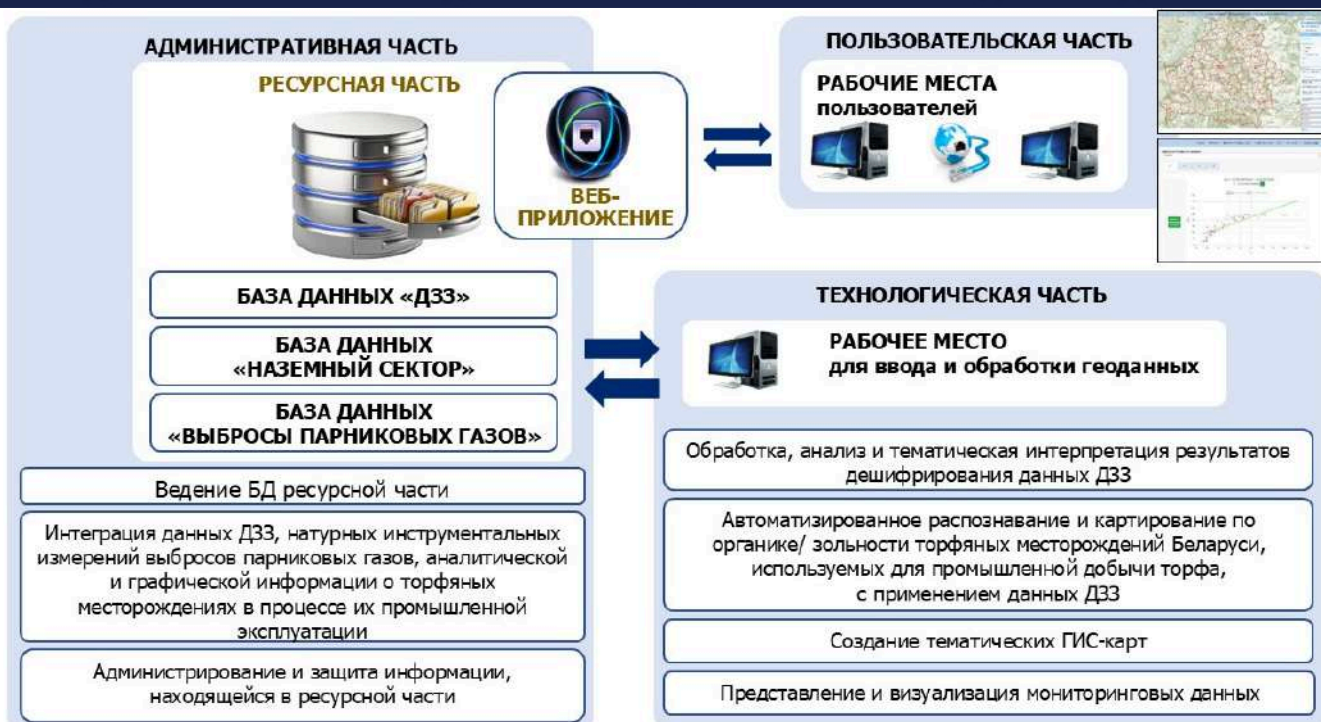 АДМИНИСТРАТИВНАЯ ЧАСТЬ
РЕСУРСНАЯ ЧАСТЬ
ВЕБ-
ПРИЛОЖЕНИЕ
БАЗА ДАННЫХ «ДЗЗ»
БАЗА ДАННЫХ
«НАЗЕМНЫЙ СЕКТОР»
БАЗА ДАННЫХ
«ВЫБРОСЫ ПАРНИКОВЫХ ГАЗОВ»
Ведение БД ресурсной части
Интеграция данных ДЗЗ, натурных инструментальных
измерений выбросов парниковых газов, аналитической
и графической информации о торфяных
месторождениях в процессе их промышленной
эксплуатации
Администрирование и защита информации,
находящейся в ресурсной части
ПОЛЬЗОВАТЕЛЬСКАЯ ЧАСТЬ
РАБОЧИЕ МЕСТА
пользователей
ТЕХНОЛОГИЧЕСКАЯ ЧАСТЬ
РАБОЧЕЕ МЕСТО
для ввода и обработки геоданных
Обработка, анализ и тематическая интерпретация результатов
дешифрирования данных ДЗЗ
Автоматизированное распознавание и картирование по
органике/ зольности торфяных месторождений Беларуси,
используемых для промышленной добычи торфа,
с применением данных ДЗЗ
Создание тематических ГИС-карт
Представление и визуализация мониторинговых данных